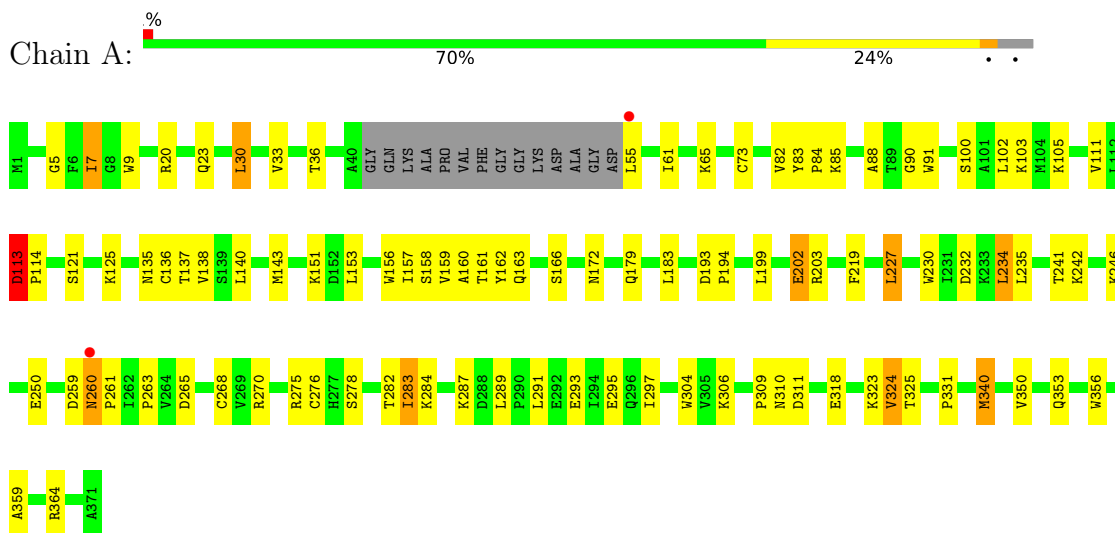 .%
Chain A:
70% 24% • •
M1 G5 F6 I7 G8 W9 R20 Q23 L30 V33 T36 A40 GLY GLN LYS ALA PRO VAL PHE GLY GLY LYS ASP ALA GLY ASP L55 I61 K65 C73 V82 Y83 P84 K85 A88 T89 G90 W91 S100 A101 L102 K103 M104 K105 V111 L112
D113 P114 S121 K125 N135 C136 T137 V138 S139 L140 M143 K151 D152 L153 W156 I157 S158 V159 A160 T161 Y162 Q163 S166 N172 Q179 L183 D193 P194 L199 E202 R203 F219 L227 W230 I231 D232 K233 L234 L235 T241 K242 K246
E250 D259 N260 P261 I262 P263 V264 D265 C268 V269 R270 R275 C276 H277 S278 T282 I283 K284 K287 D288 L289 P290 L291 E292 E293 I294 E295 Q296 I297 W304 V305 K306 P309 N310 D311 E318 K323 V324 T325 P331 M340 V350 Q353 W356
A359 R364 A371